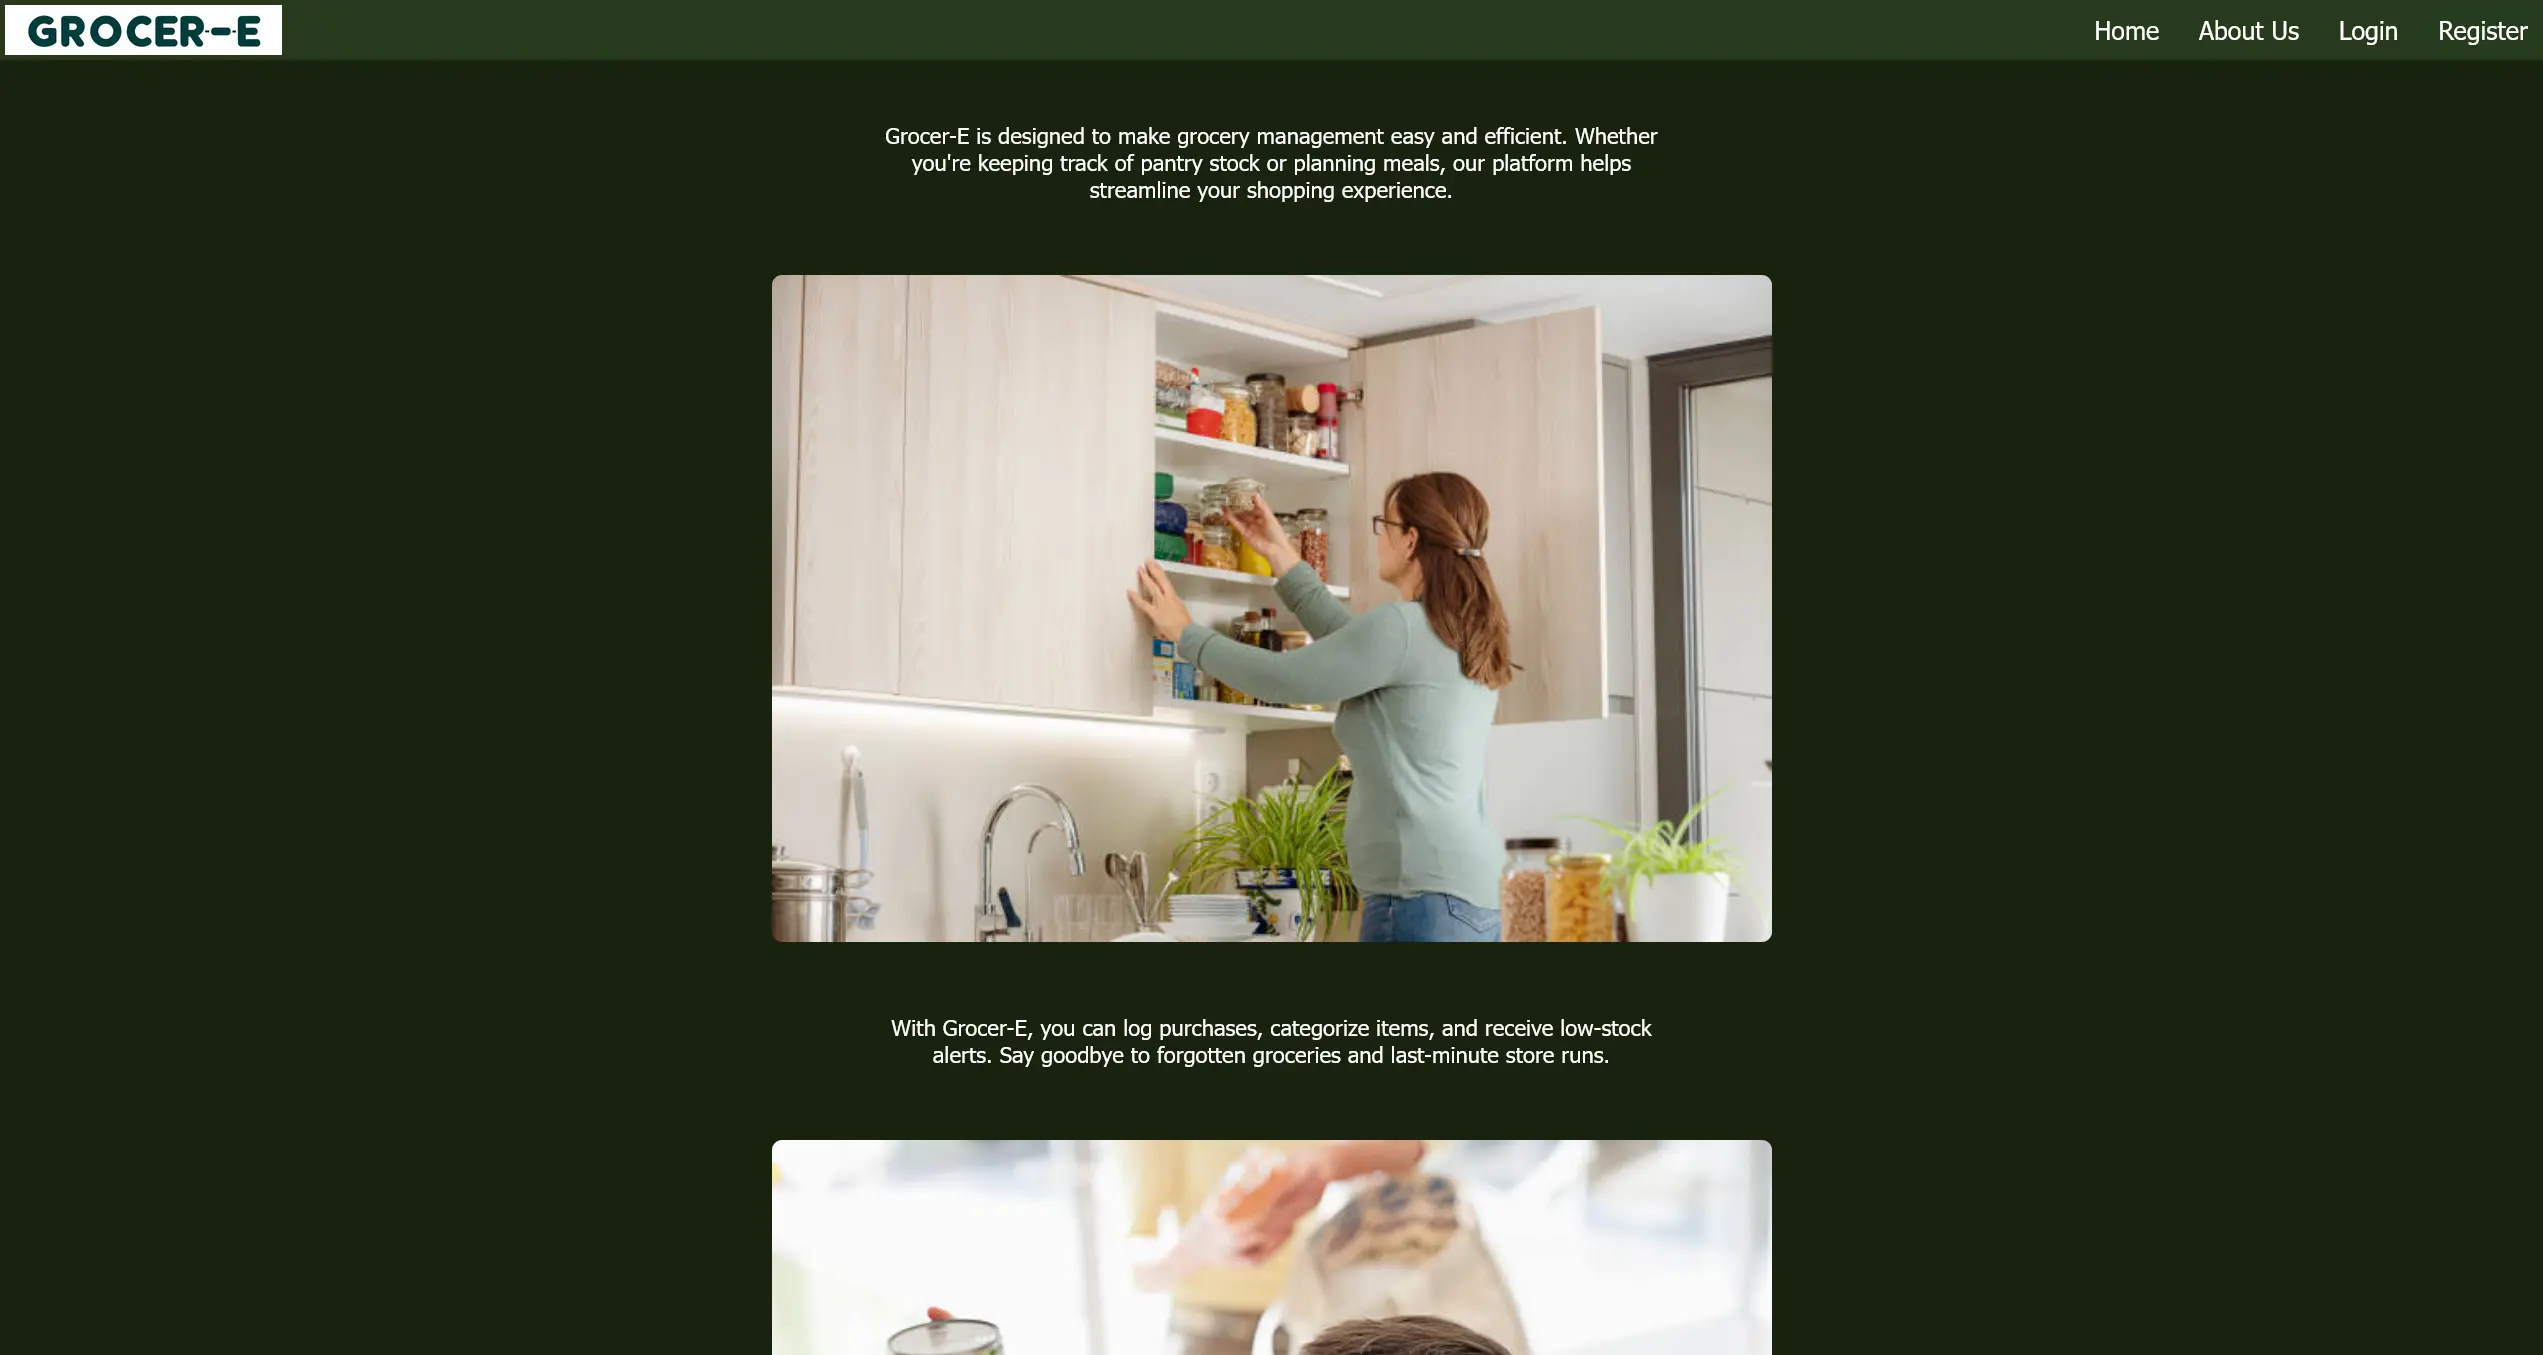 GROCER-E
Home
About Us
Login
Register
Grocer-E is designed to make grocery management easy and efficient. Whether
you're keeping track of pantry stock or planning meals, our platform helps
streamline your shopping experience.
With Grocer-E, you can log purchases, categorize items, and receive low-stock
alerts. Say goodbye to forgotten groceries and last-minute store runs.